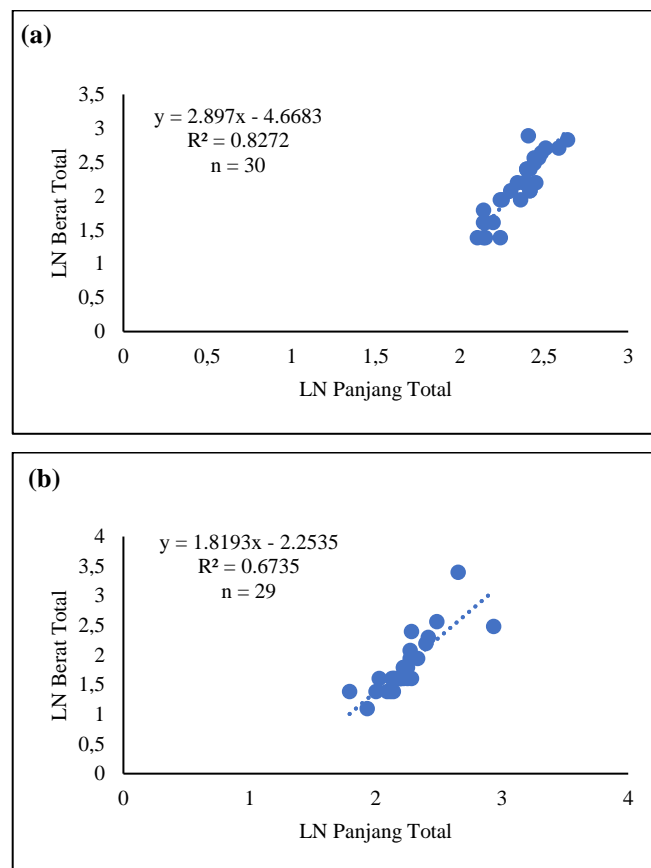 (a)
y = 2.897x - 4.6683
R² = 0.8272
n = 30
3,5
3
2,5
2
1,5
1
0,5
0
LN Berat Total
0 0,5 1 1,5 2 2,5 3
LN Panjang Total
(b)
y = 1.8193x - 2.2535
R² = 0.6735
n = 29
4
3,5
3
2,5
2
1,5
1
0,5
0
LN Berat Total
0 1 2 3 4
LN Panjang Total